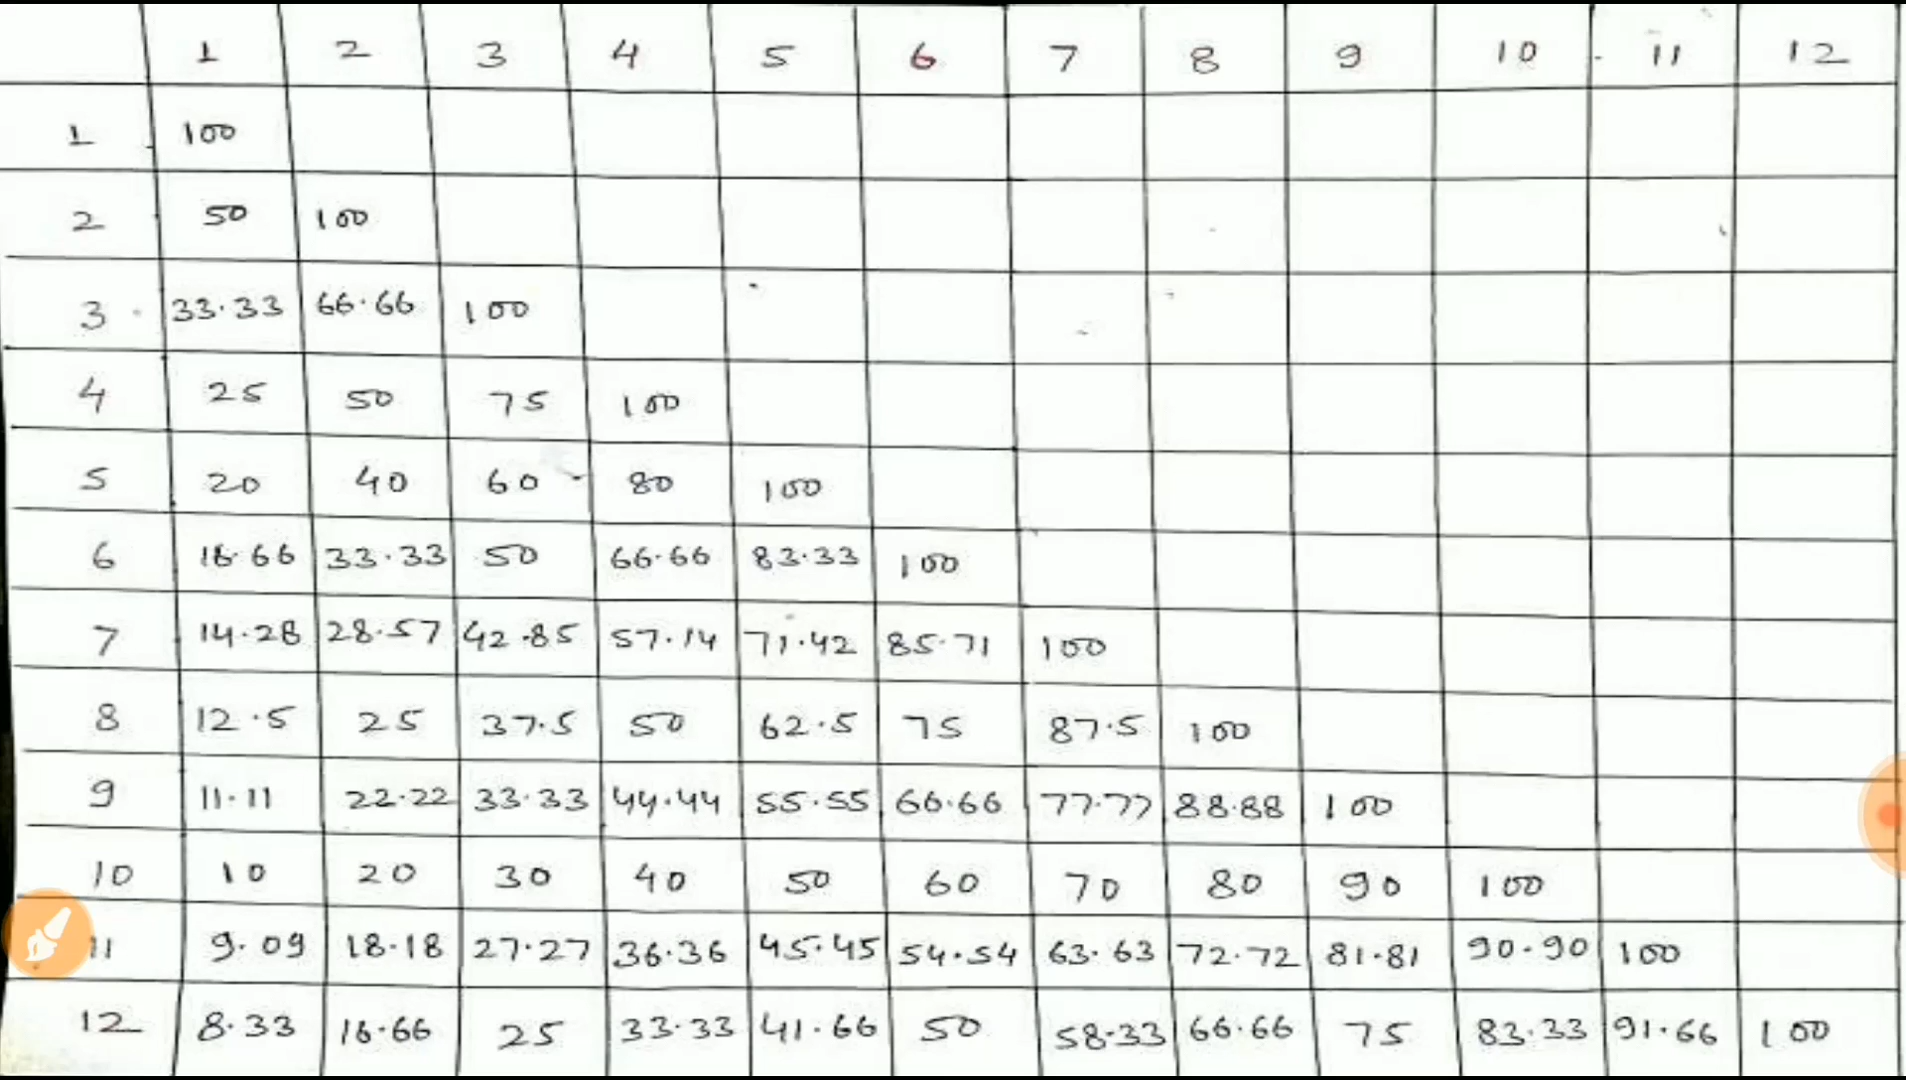 1 2 3 4 5 6 7 8 9 10 11 12
1 100
2 50 100
3 33.33 66.66 100
4 25 50 75 100
5 20 40 60 80 100
6 16.66 33.33 50 66.66 83.33 100
7 14.28 28.57 42.85 57.14 71.42 85.71 100
8 12.5 25 37.5 50 62.5 75 87.5 100
9 11.11 22.22 33.33 44.44 55.55 66.66 77.77 88.88 100
10 10 20 30 40 50 60 70 80 90 100
11 9.09 18.18 27.27 36.36 45.45 54.54 63.63 72.72 81.81 90.90 100
12 8.33 16.66 25 33.33 41.66 50 58.33 66.66 75 83.33 91.66 100